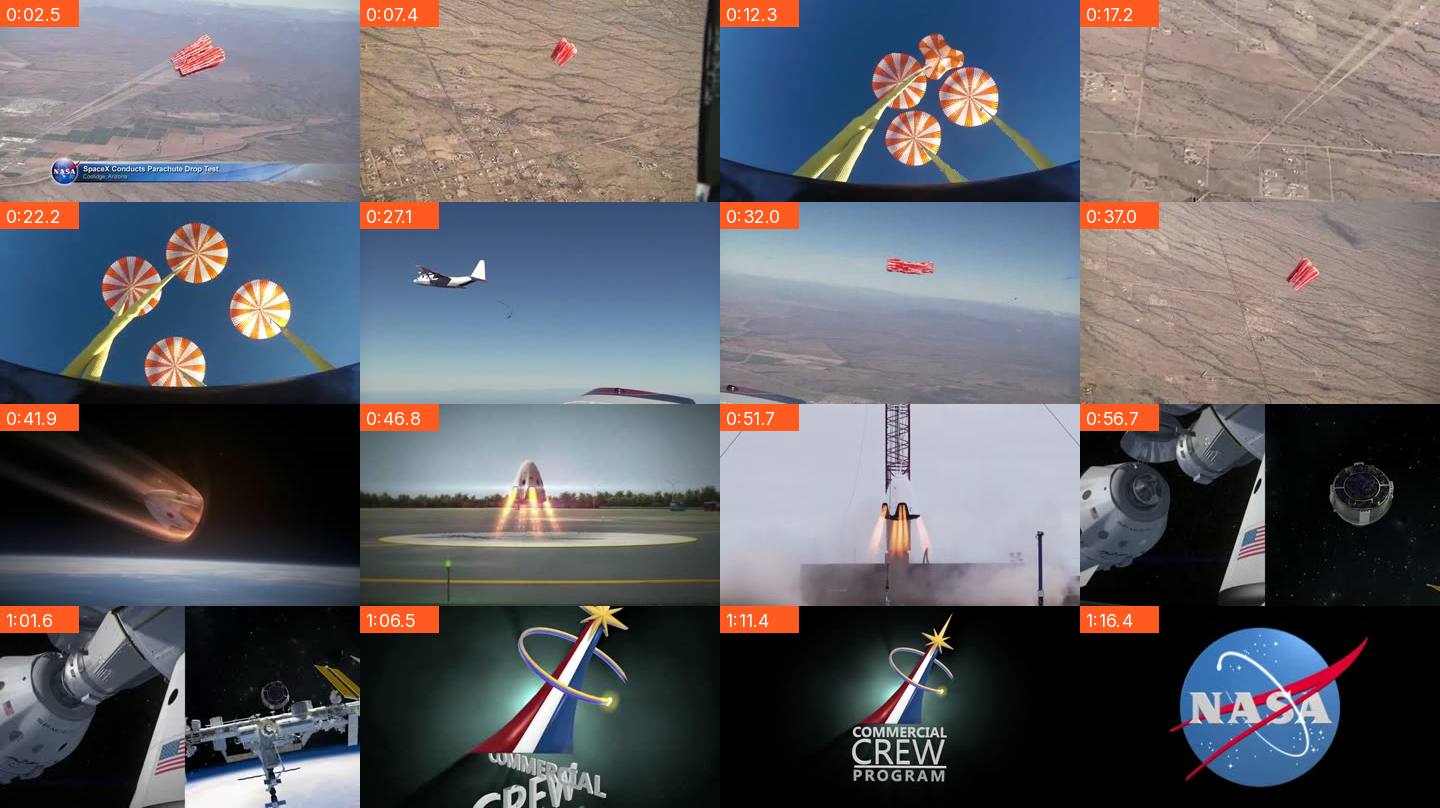 0:02.5
0:07.4
0:12.3
0:17.2
NASA
SpaceX Conducts Parachute Drop Test
Coolidge, Arizona
0:22.2
0:27.1
0:32.0
0:37.0
0:41.9
0:46.8
0:51.7
0:56.7
1:01.6
1:06.5
1:11.4
1:16.4
COMMERCIAL
CREW
COMMERCIAL
CREW
PROGRAM
NASA